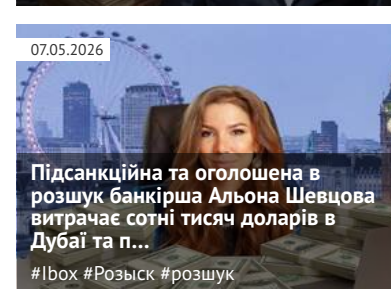 07.05.2026
Підсанкційна та оголошена в
розшук банкірша Альона Шевцова
витрачає сотні тисяч доларів в
Дубаї та п...
#Ibox #Розыск #розшук